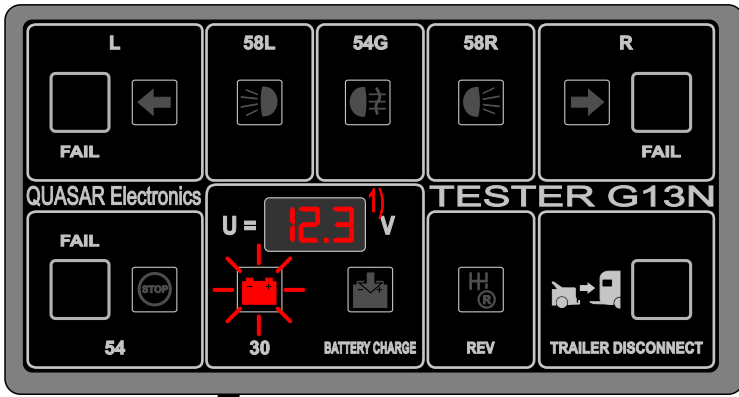 L
58L
54G
58R
R
FAIL
FAIL
QUASAR Electronics
TESTER G13N
FAIL
STOP
54
U = 12.3 1) V
- +
30
- +
BATTERY CHARGE
R
REV
TRAILER DISCONNECT